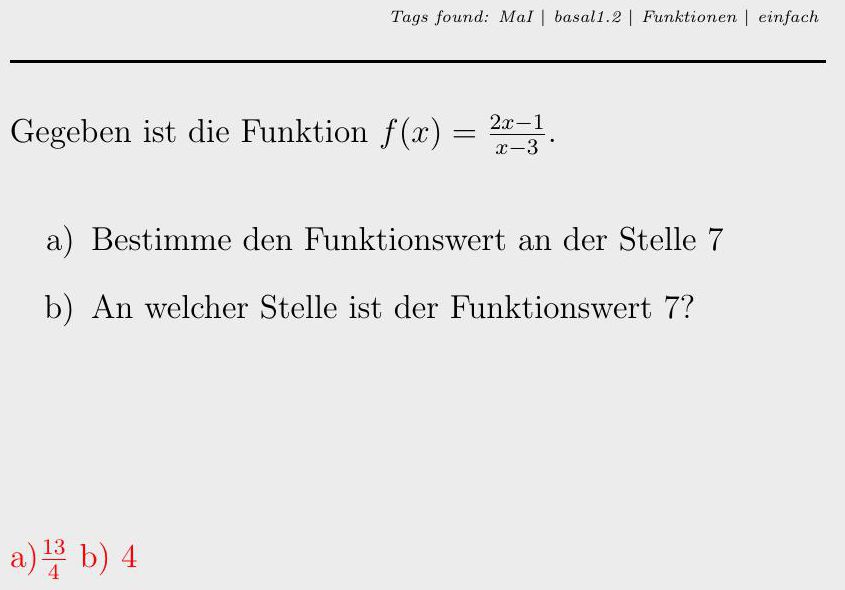 Tags found: MaI | basal1.2 | Funktionen | einfach
Gegeben ist die Funktion f(x) = \frac{2x-1}{x-3}.
a) Bestimme den Funktionswert an der Stelle 7
b) An welcher Stelle ist der Funktionswert 7?
a) \frac{13}{4} b) 4